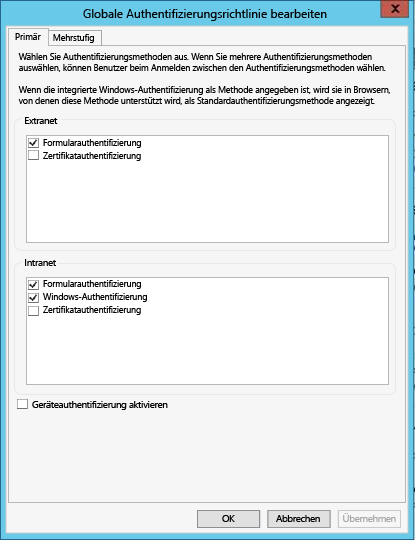 Globale Authentifizierungsrichtlinie bearbeiten
x
Primär
Mehrstufig
Wählen Sie Authentifizierungsmethoden aus. Wenn Sie mehrere Authentifizierungsmethoden
auswählen, können Benutzer beim Anmelden zwischen den Authentifizierungsmethoden wählen.
Wenn die integrierte Windows-Authentifizierung als Methode angegeben ist, wird sie in Browsern,
von denen diese Methode unterstützt wird, als Standardauthentifizierungsmethode angezeigt.
Extranet
Formularauthentifizierung
Zertifikatauthentifizierung
Intranet
Formularauthentifizierung
Windows-Authentifizierung
Zertifikatauthentifizierung
Geräteauthentifizierung aktivieren
OK
Abbrechen
Übernehmen